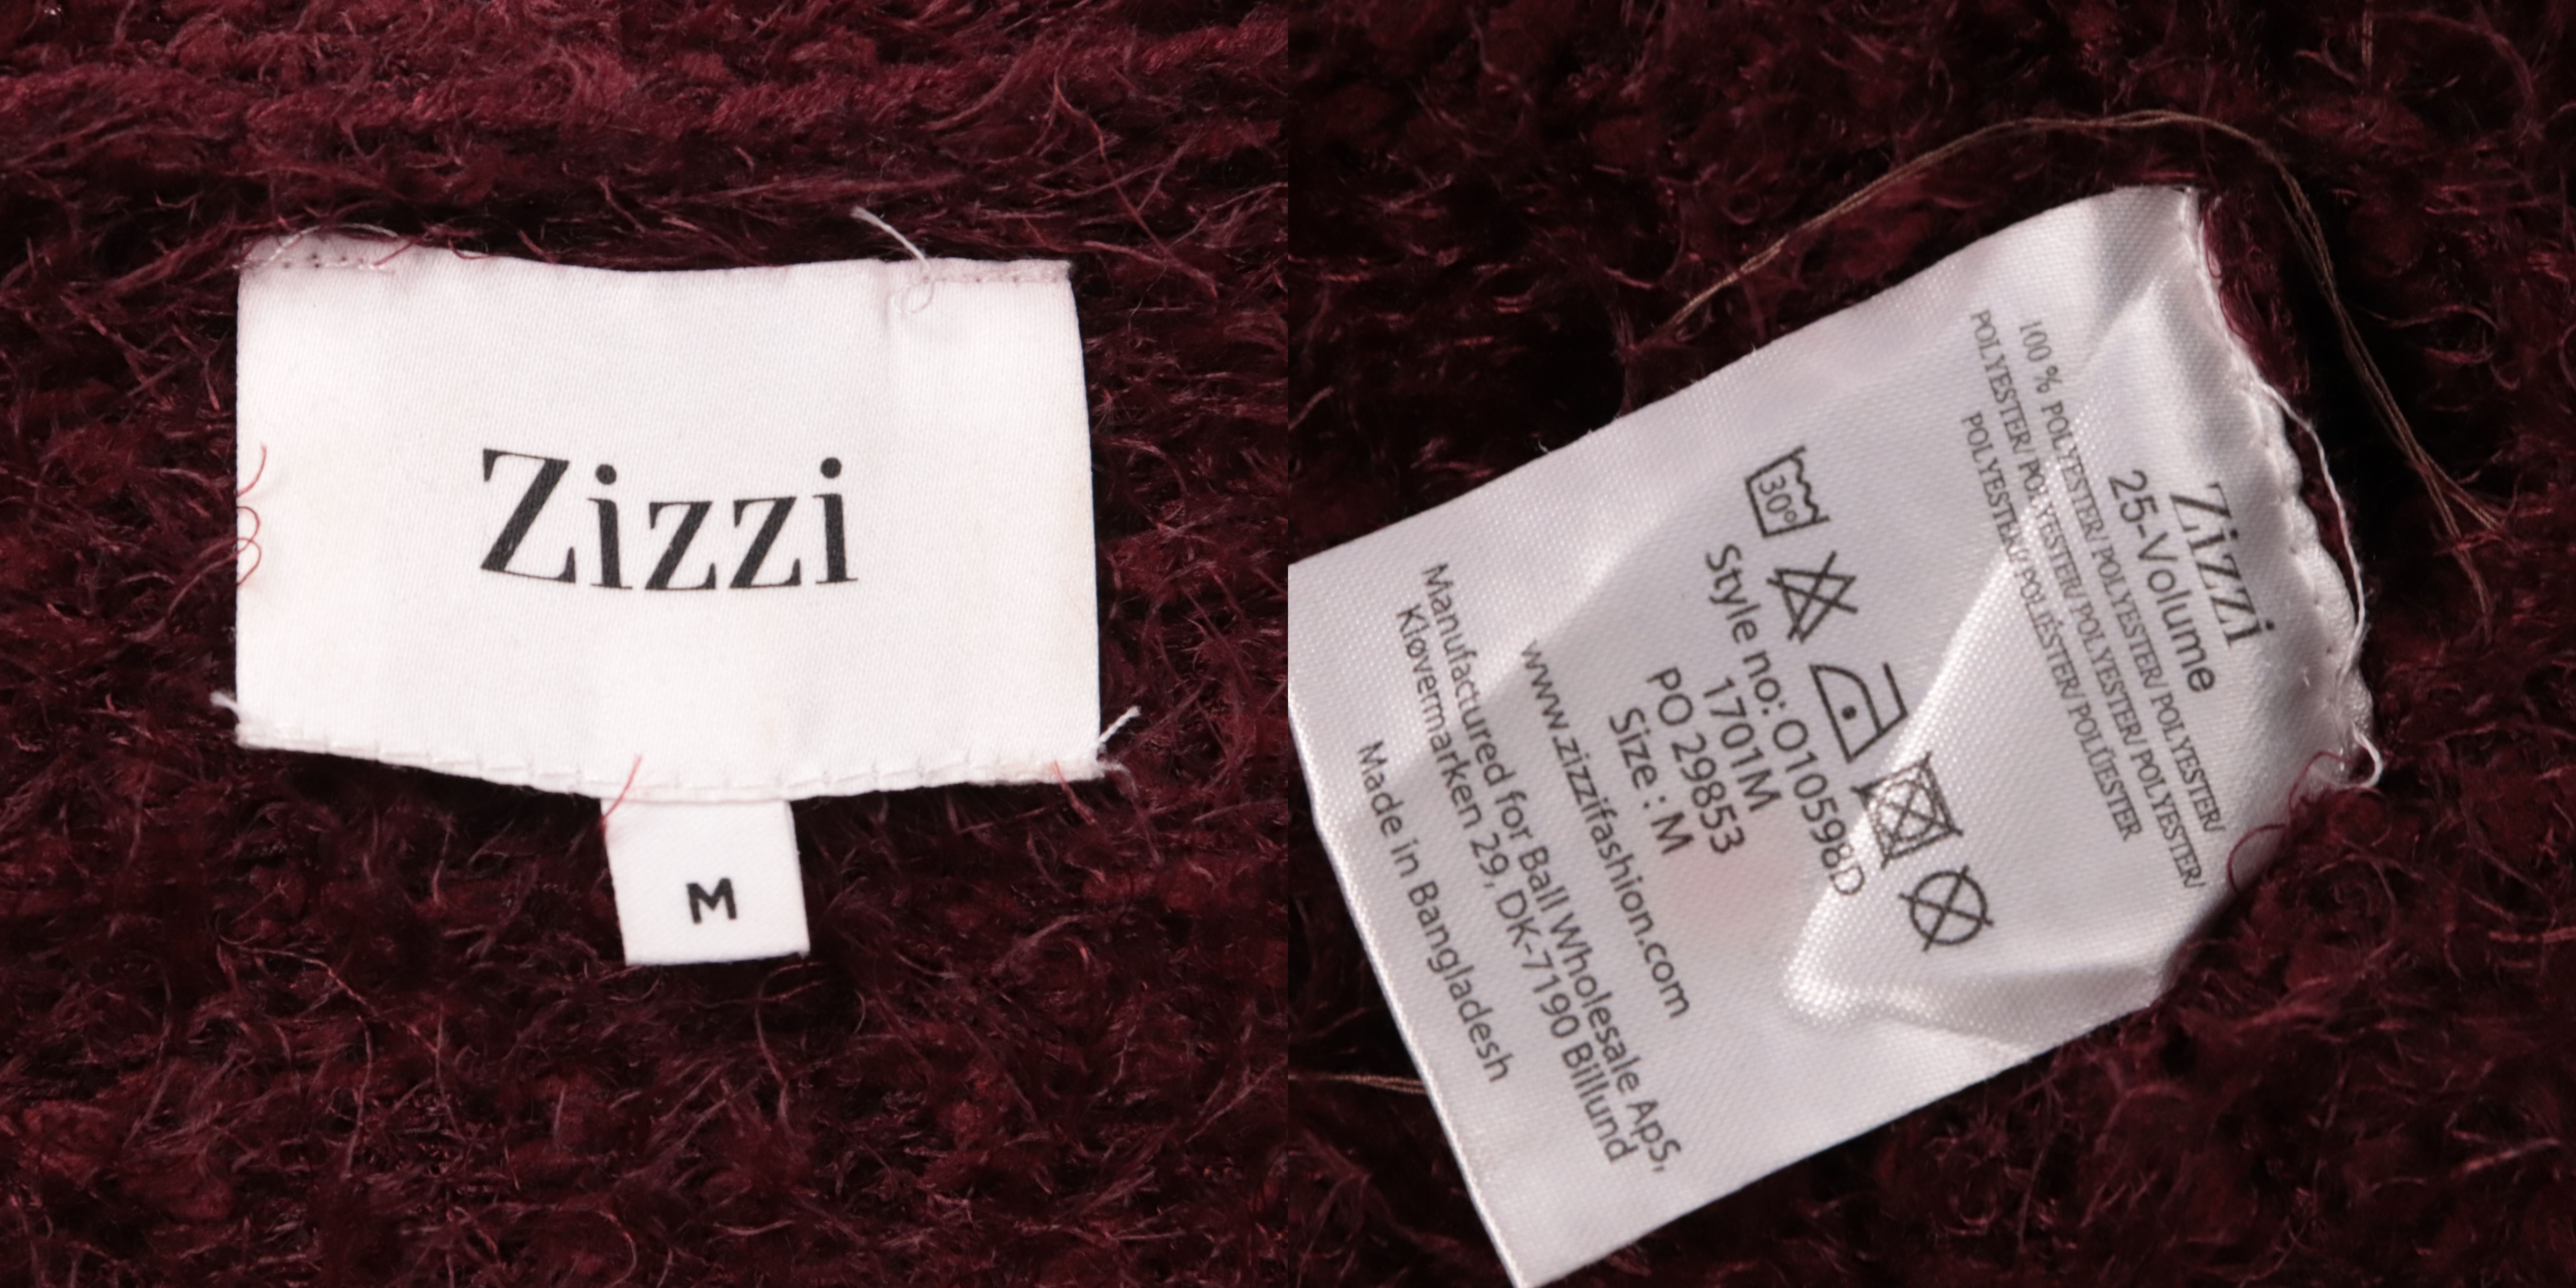 Zizzi
M
Zizzi
25-Volume
100 % POLYESTER/ POLYESTER/ POLYESTER/
POLYESTER/ POLYESTER/ POLYESTER/ POLYESTER/
POLYESTER/ POLIÉSTER/ POLÜESTER
30°
Style no: O10598D
1701M
PO 29853
Size : M
www.zizzifashion.com
Manufactured for Ball Wholesale ApS,
Kløvermarken 29, DK-7190 Billund
Made in Bangladesh